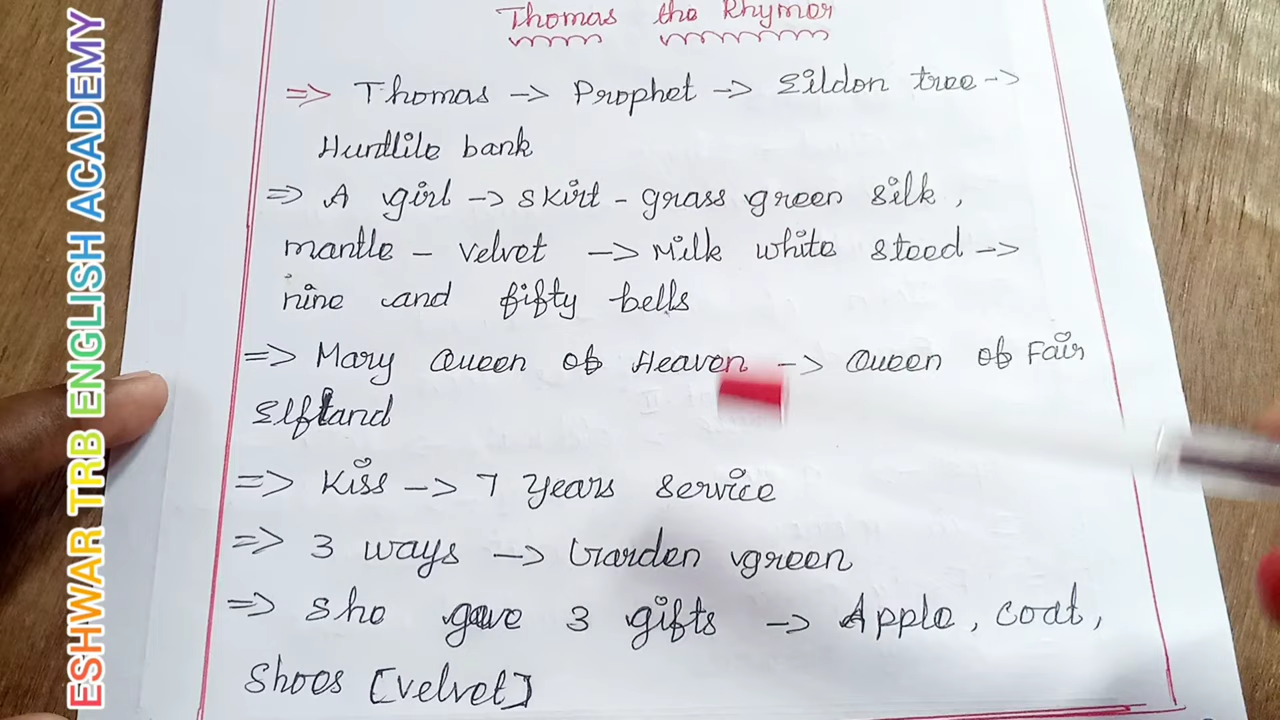 ESHWAR TRB ENGLISH ACADEMY
Thomas the Rhymer
=> Thomas -> Prophet -> Eildon tree ->
Huntlile bank
=> A girl -> skirt - grass green silk,
mantle - velvet -> Milk white steed ->
nine and fifty bells
=> Mary Queen of Heaven -> Queen of Fair
Elfland
=> Kiss -> 7 years service
=> 3 ways -> Garden green
=> She gave 3 gifts -> Apple, coat,
Shoes [velvet]